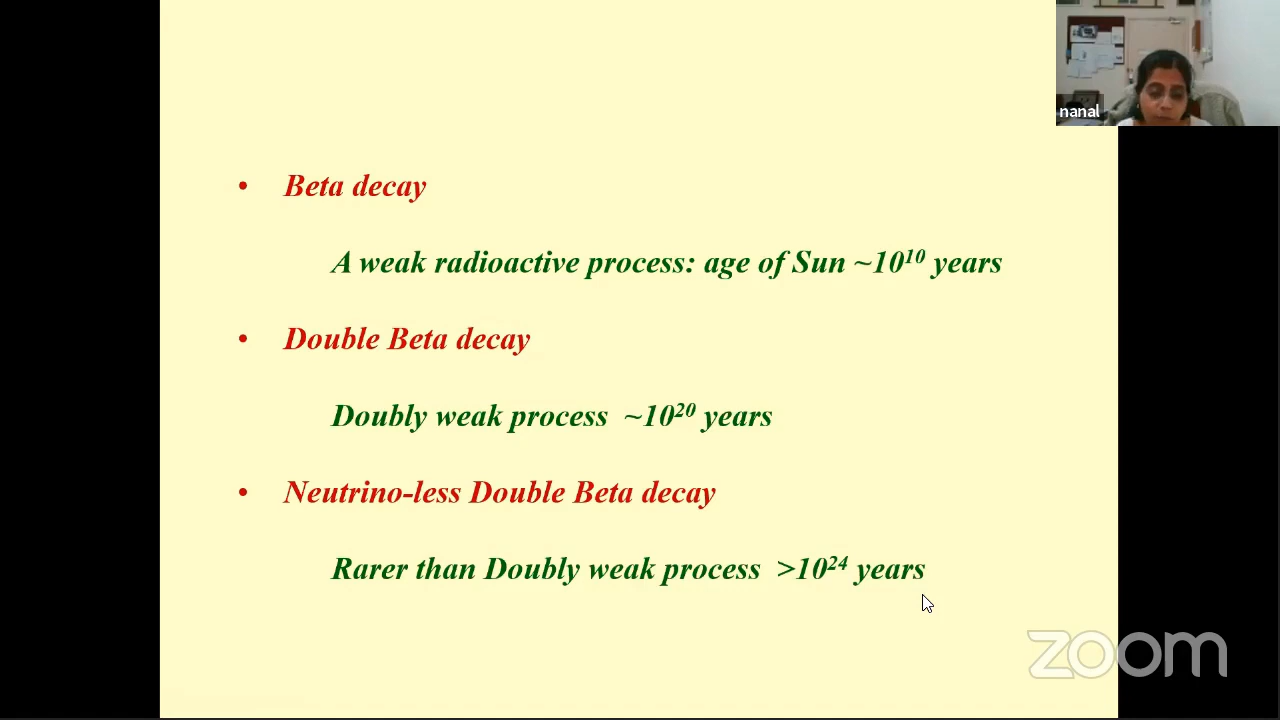 nanal
• Beta decay
A weak radioactive process: age of Sun ~10¹⁰ years
• Double Beta decay
Doubly weak process ~10²⁰ years
• Neutrino-less Double Beta decay
Rarer than Doubly weak process >10²⁴ years
zoom